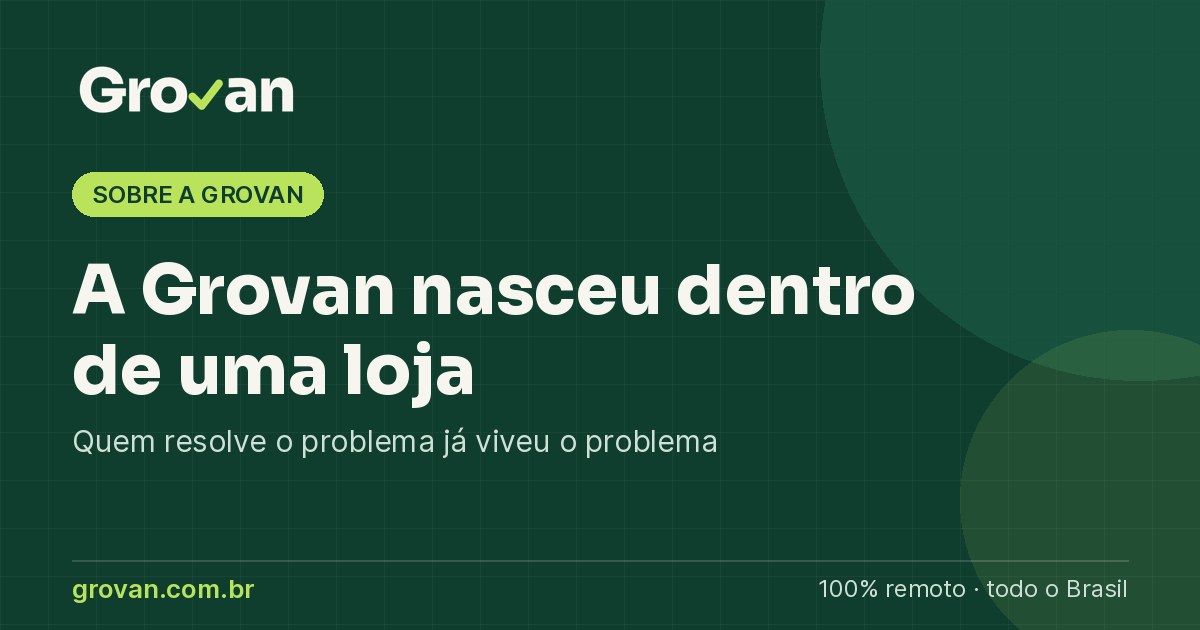 Grovan
SOBRE A GROVAN
A Grovan nasceu dentro
de uma loja
Quem resolve o problema já viveu o problema
grovan.com.br
100% remoto · todo o Brasil